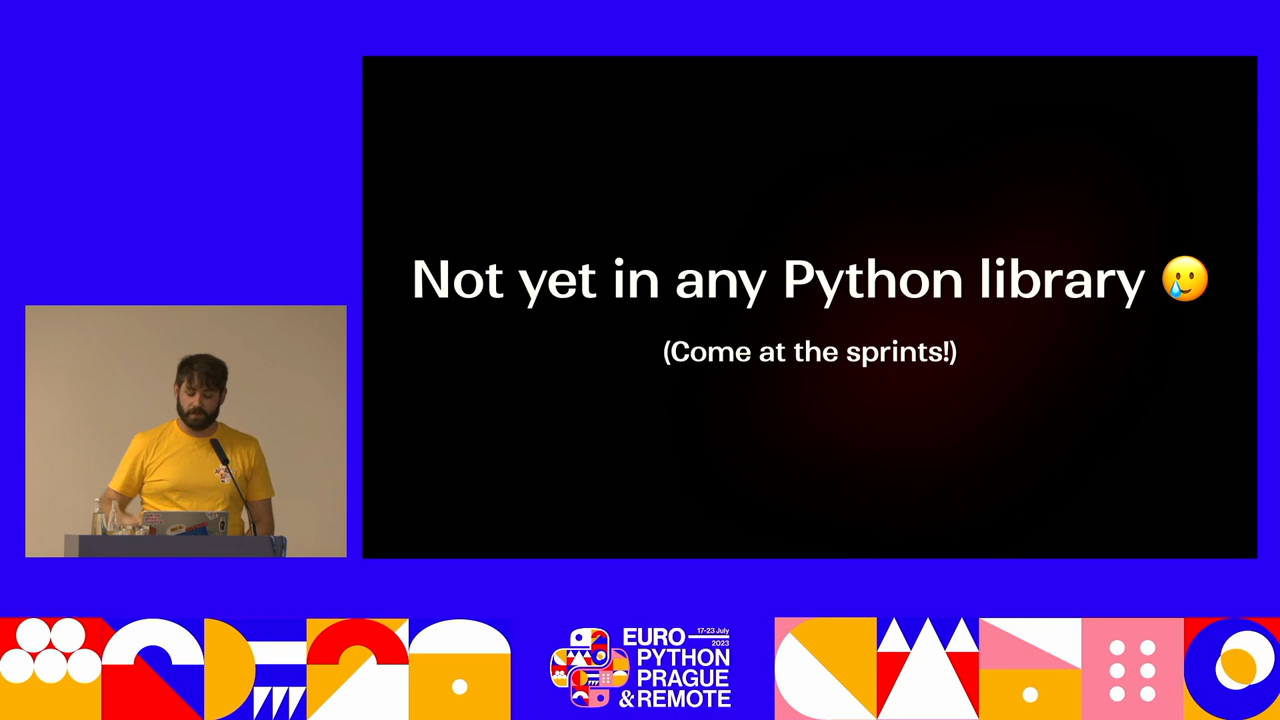 Not yet in any Python library 🥲
(Come at the sprints!)
EURO 17-23 July
2023
PYTHON
PRAGUE
& REMOTE